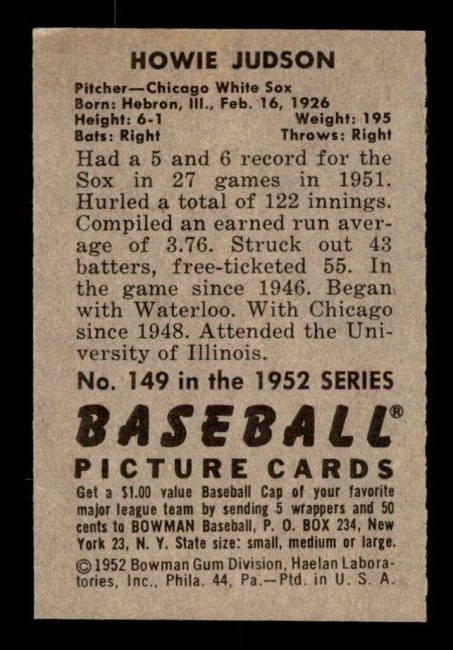 HOWIE JUDSON
Pitcher—Chicago White Sox
Born: Hebron, Ill., Feb. 16, 1926
Height: 6-1 Weight: 195
Bats: Right Throws: Right
Had a 5 and 6 record for the
Sox in 27 games in 1951.
Hurled a total of 122 innings.
Compiled an earned run aver-
age of 3.76. Struck out 43
batters, free-ticketed 55. In
the game since 1946. Began
with Waterloo. With Chicago
since 1948. Attended the Uni-
versity of Illinois.
No. 149 in the 1952 SERIES
BASEBALL®
PICTURE CARDS
Get a $1.00 value Baseball Cap of your favorite
major league team by sending 5 wrappers and 50
cents to BOWMAN Baseball, P. O. BOX 234, New
York 23, N. Y. State size: small, medium or large.
©1952 Bowman Gum Division, Haelan Labora-
tories, Inc., Phila. 44, Pa.—Ptd. in U. S. A.